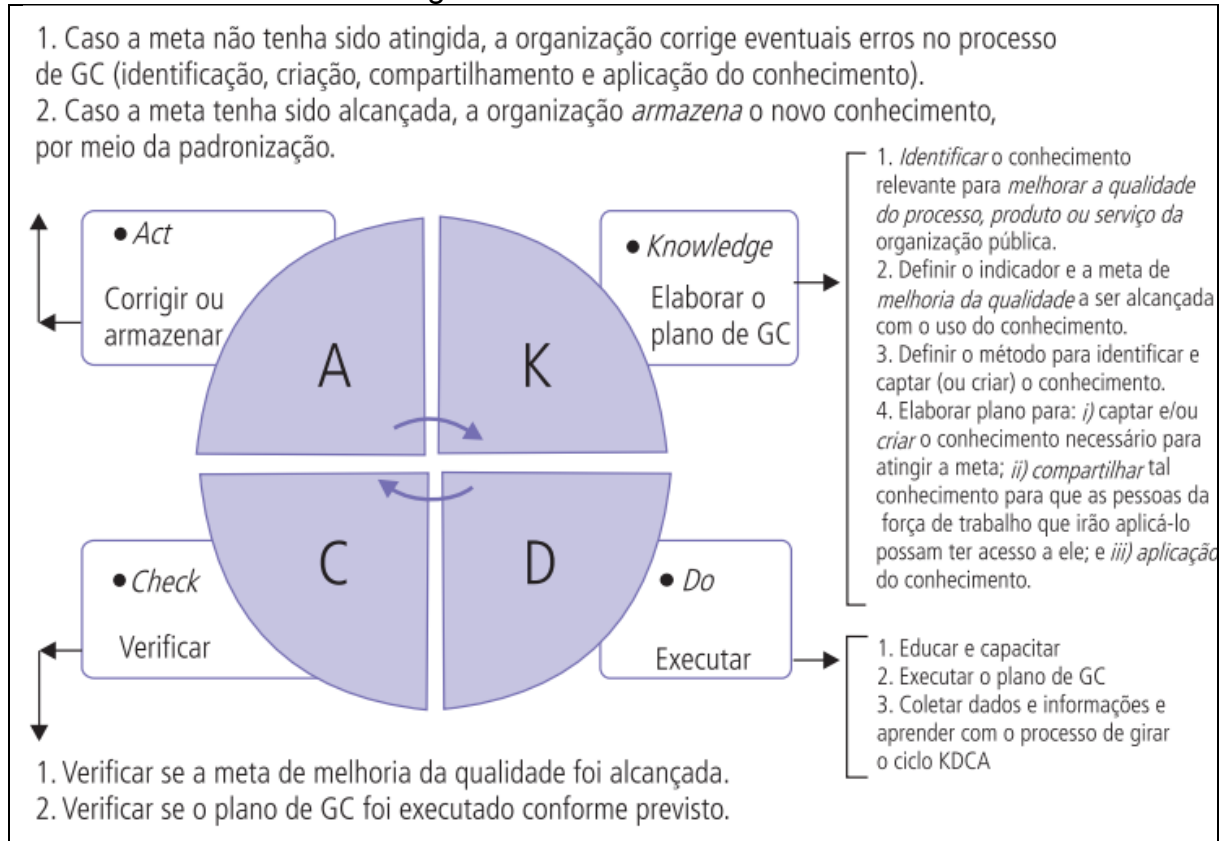 1. Caso a meta não tenha sido atingida, a organização corrige eventuais erros no processo
de GC (identificação, criação, compartilhamento e aplicação do conhecimento).
2. Caso a meta tenha sido alcançada, a organização armazena o novo conhecimento,
por meio da padronização.
• Act
Corrigir ou
armazenar
A
K
• Knowledge
Elaborar o
plano de GC
1. Identificar o conhecimento
relevante para melhorar a qualidade
do processo, produto ou serviço da
organização pública.
2. Definir o indicador e a meta de
melhoria da qualidade a ser alcançada
com o uso do conhecimento.
3. Definir o método para identificar e
captar (ou criar) o conhecimento.
4. Elaborar plano para: i) captar e/ou
criar o conhecimento necessário para
atingir a meta; ii) compartilhar tal
conhecimento para que as pessoas da
força de trabalho que irão aplicá-lo
possam ter acesso a ele; e iii) aplicação
do conhecimento.
• Check
Verificar
C
D
• Do
Executar
1. Educar e capacitar
2. Executar o plano de GC
3. Coletar dados e informações e
aprender com o processo de girar
o ciclo KDCA
1. Verificar se a meta de melhoria da qualidade foi alcançada.
2. Verificar se o plano de GC foi executado conforme previsto.